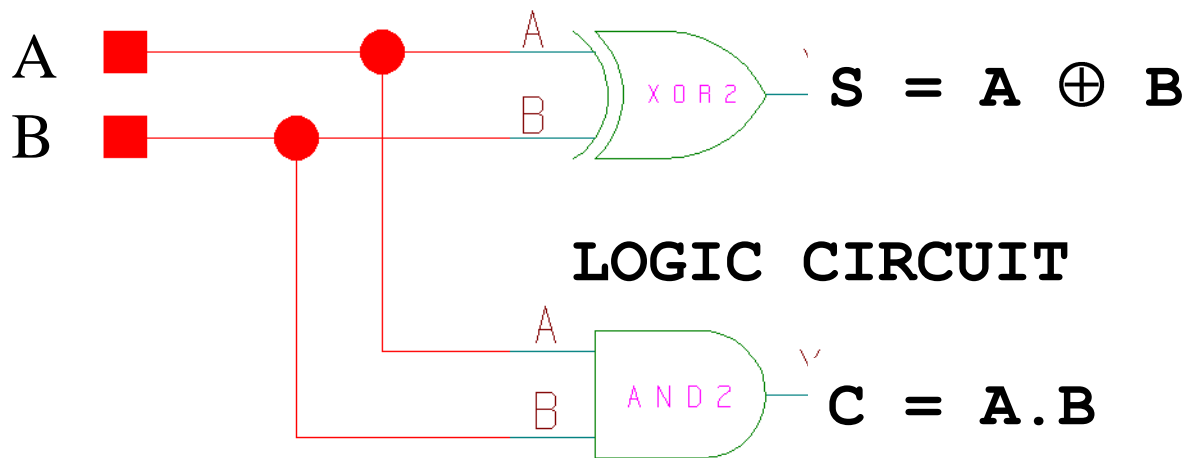 A
A
XOR2
S = A ⊕ B
B
B
LOGIC CIRCUIT
A
AND2
C = A.B
B